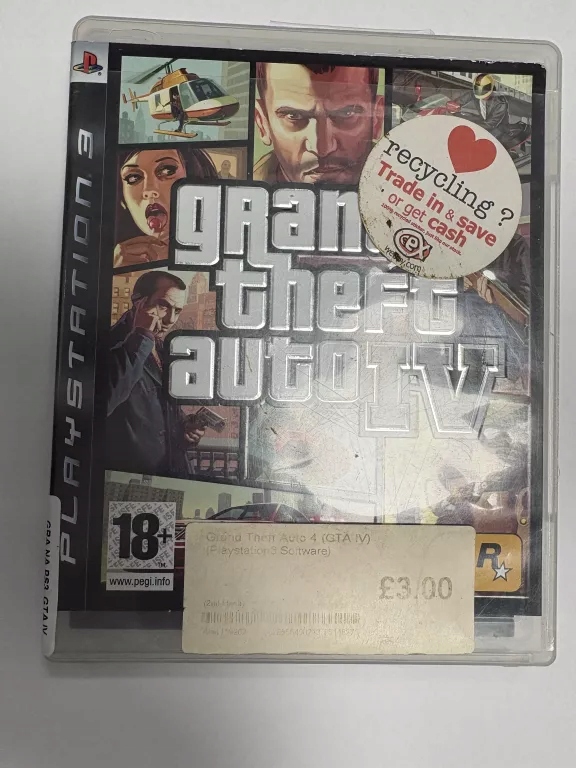 PLAYSTATION 3
gRanD
theft
auto IV
recycling?
Trade in & save
or get cash
cex
18+
www.pegi.info
Grand Theft Auto 4 (GTA IV)
(Playstation3 Software)
£3.00
R